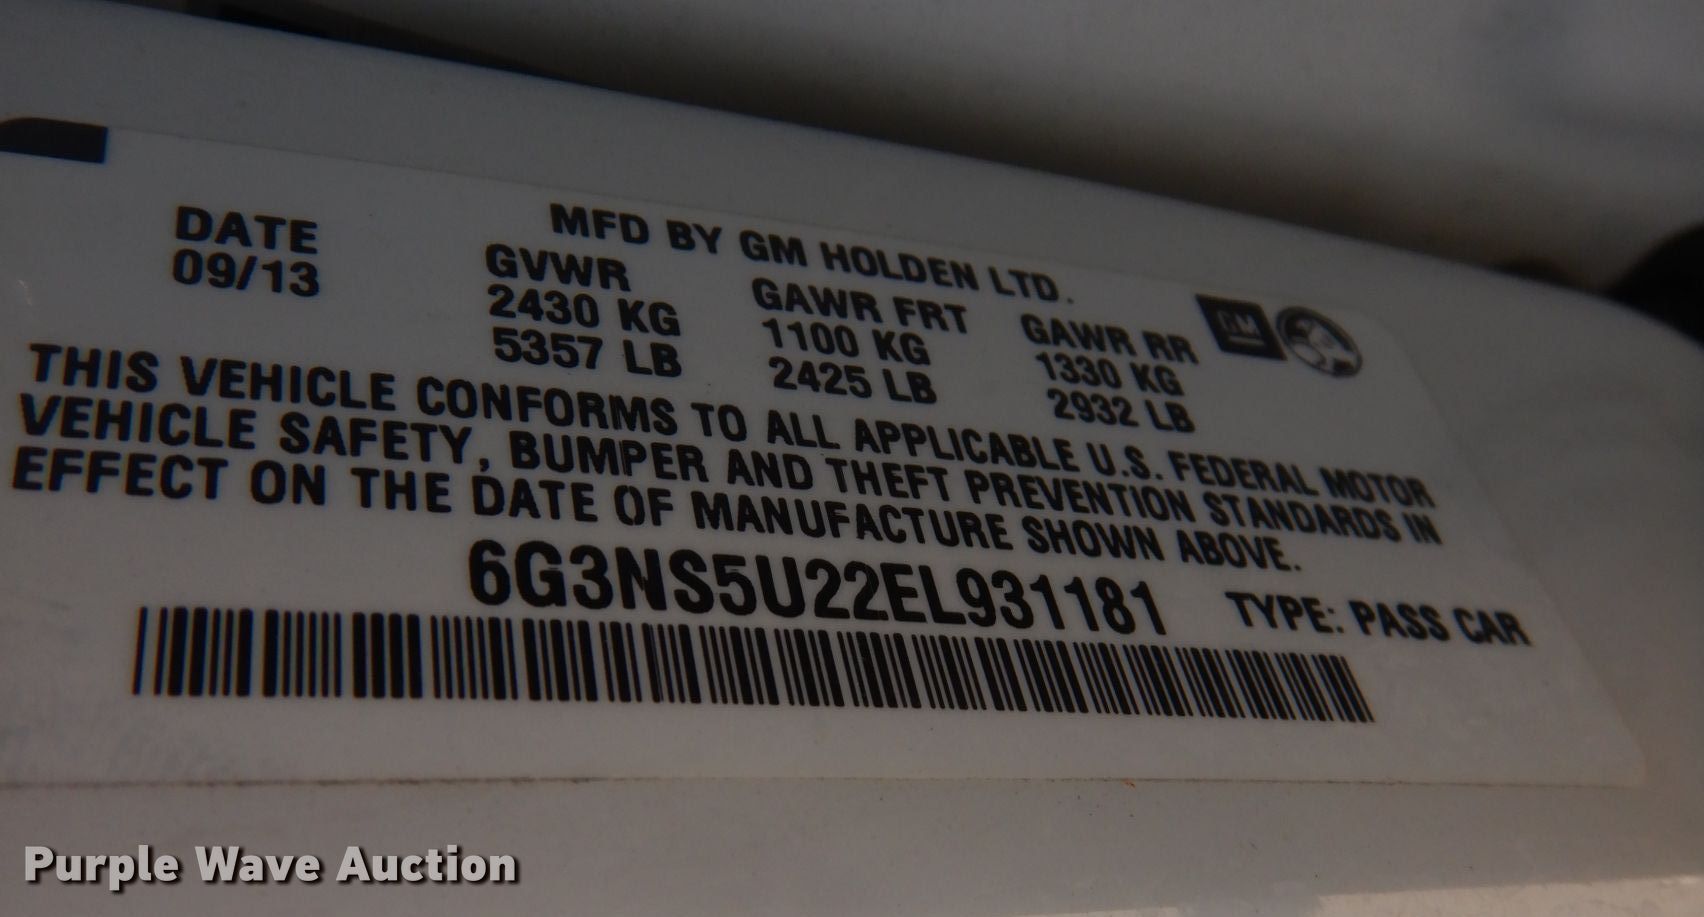 MFD BY GM HOLDEN LTD.
DATE
09/13
GVWR
2430 KG
5357 LB
GAWR FRT
1100 KG
2425 LB
GAWR RR
1330 KG
2932 LB
GM
THIS VEHICLE CONFORMS TO ALL APPLICABLE U.S. FEDERAL MOTOR
VEHICLE SAFETY, BUMPER AND THEFT PREVENTION STANDARDS IN
EFFECT ON THE DATE OF MANUFACTURE SHOWN ABOVE.
6G3NS5U22EL931181
TYPE: PASS CAR
Purple Wave Auction